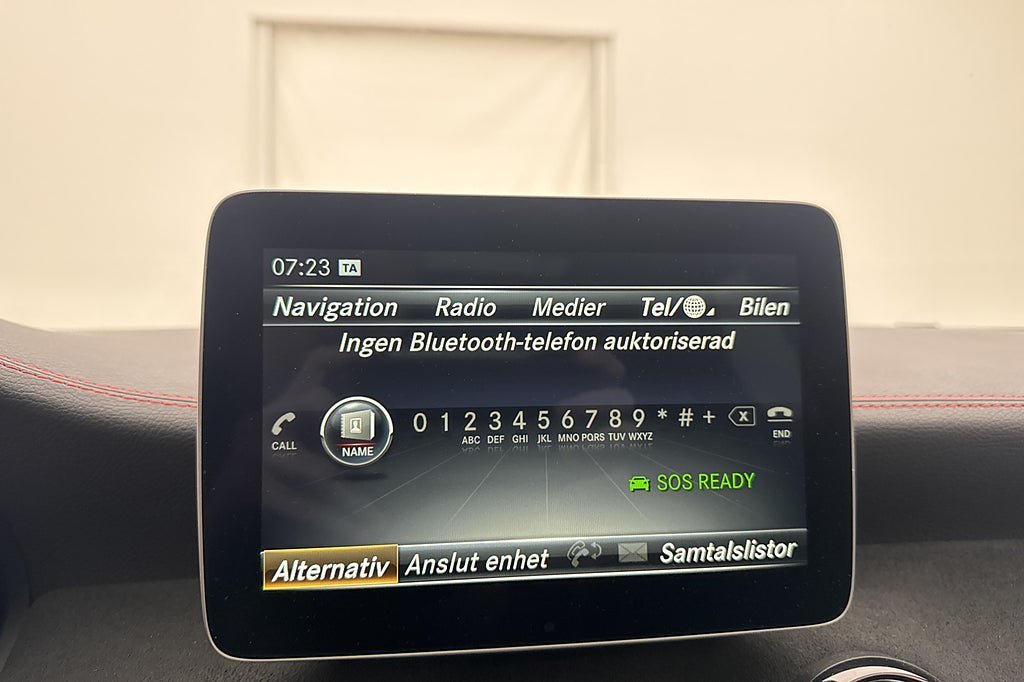 07:23 TA
Navigation Radio Medier Tel/ Bilen
Ingen Bluetooth-telefon auktoriserad
CALL NAME 0 1 2 3 4 5 6 7 8 9 * # + X END
ABC DEF GHI JKL MNO PQRS TUV WXYZ
SOS READY
Alternativ Anslut enhet Samtalslistor